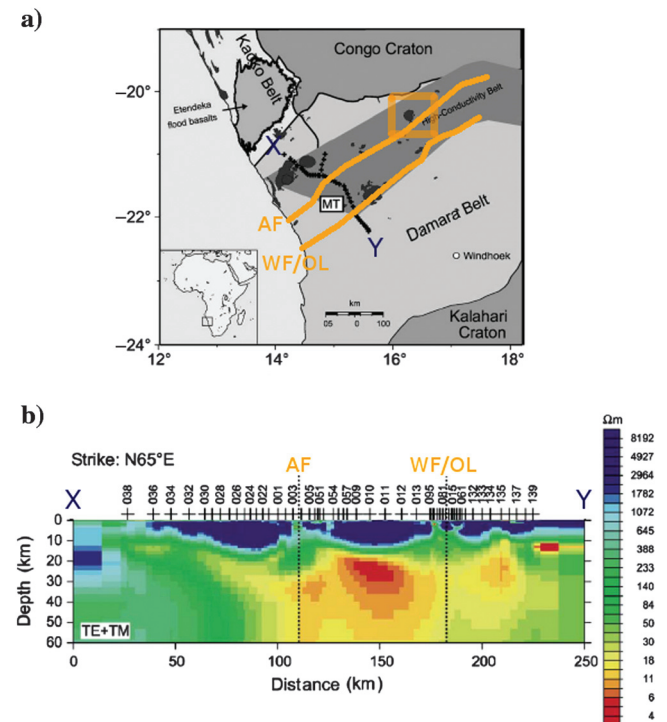 a)
Congo Craton
Kaoko Belt
−20°
Etendeka
flood basalts
High-Conductivity Belt
X
MT
−22°
AF
Damara Belt
Y
WF/OL
Windhoek
km
05 0 100
Kalahari
Craton
−24°
12° 14° 16° 18°
b)
Ωm
Strike: N65°E
AF
WF/OL
X
Y
038 036 034 032 030 028 026 024 022 001 003 005 051 054 057 009 010 011 012 013 095 081 015 061 132 133 134 135 137 139
Depth (km)
0
10
20
30
40
50
60
TE+TM
0 50 100 150 200 250
Distance (km)
8192
4927
2964
1782
1072
645
388
233
140
84
50
30
18
11
6
4